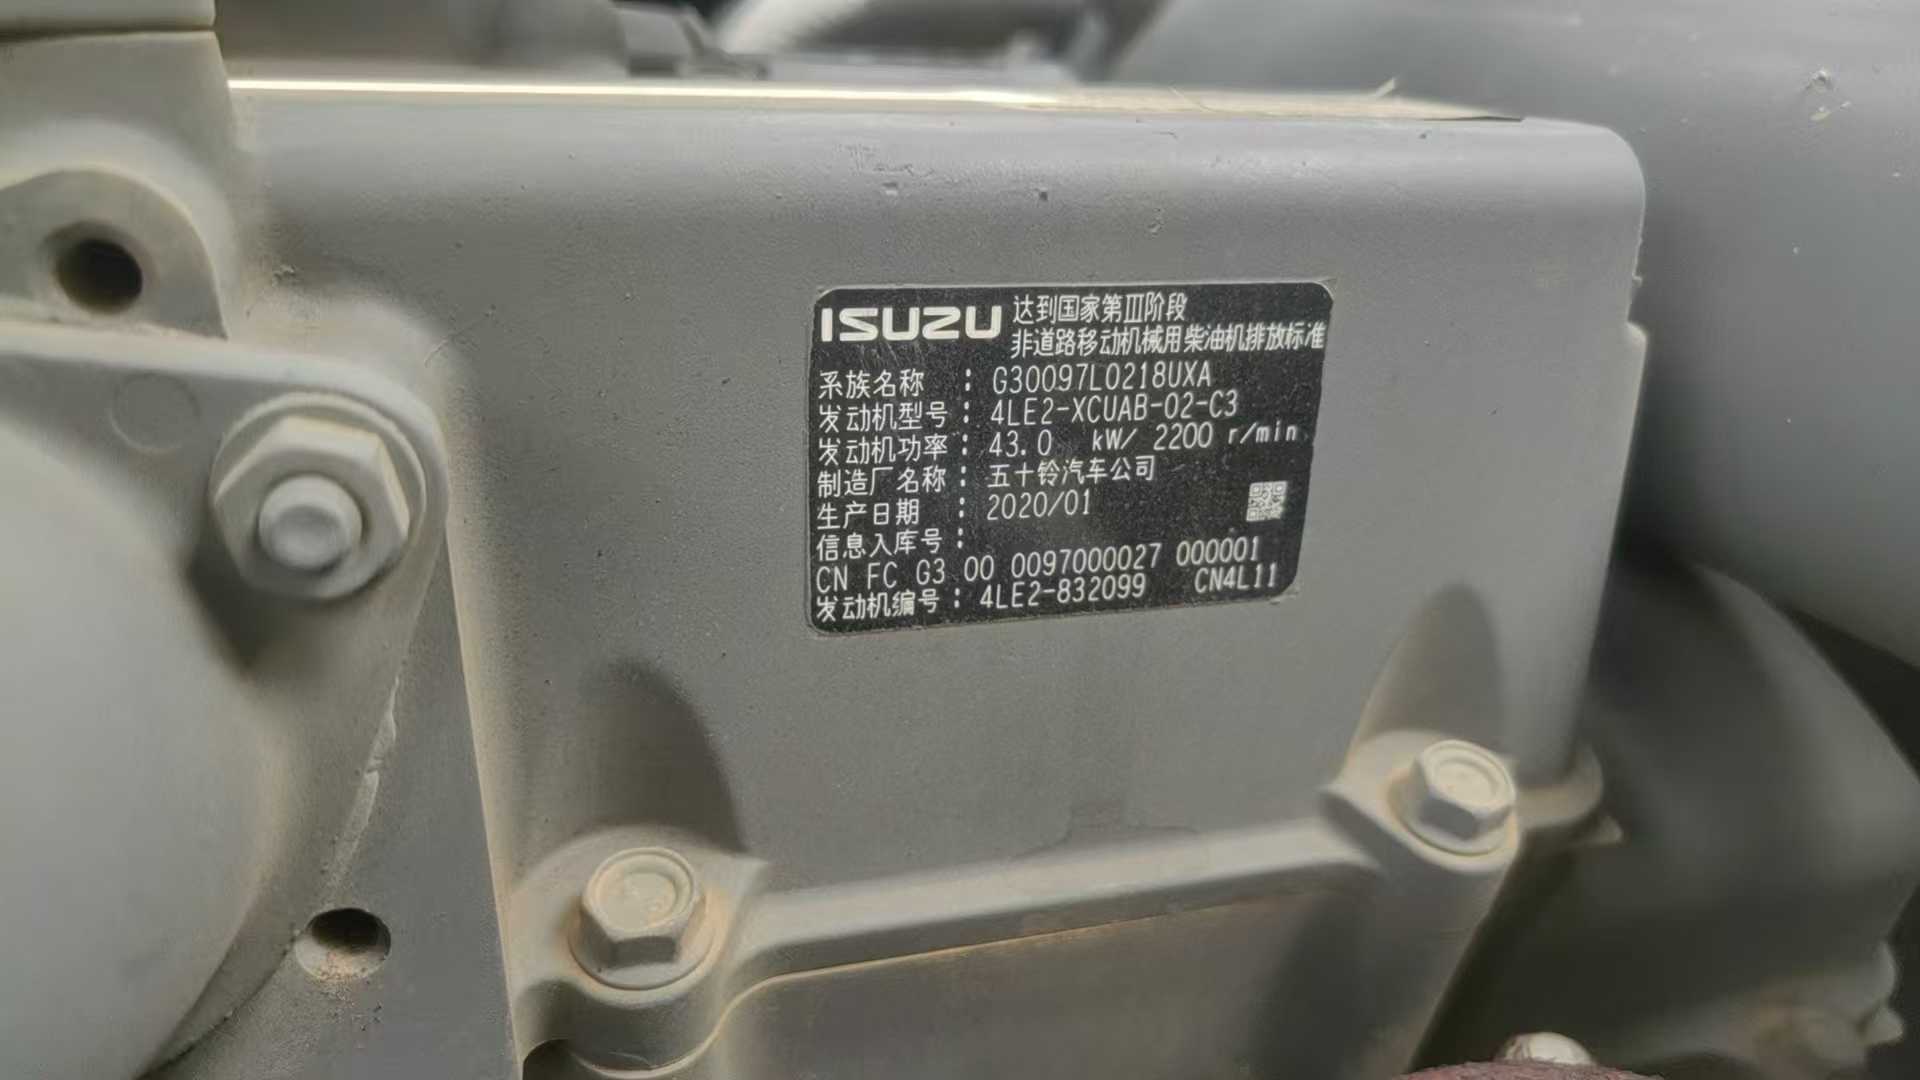 ISUZU 达到国家第Ⅲ阶段
非道路移动机械用柴油机排放标准
系族名称 : G30097L0218UXA
发动机型号 : 4LE2-XCUAB-02-C3
发动机功率 : 43.0 kW/ 2200 r/min
制造厂名称 : 五十铃汽车公司
生产日期 : 2020/01
信息入库号 :
CN FC G3 00 0097000027 000001
发动机编号 : 4LE2-832099 CN4L11